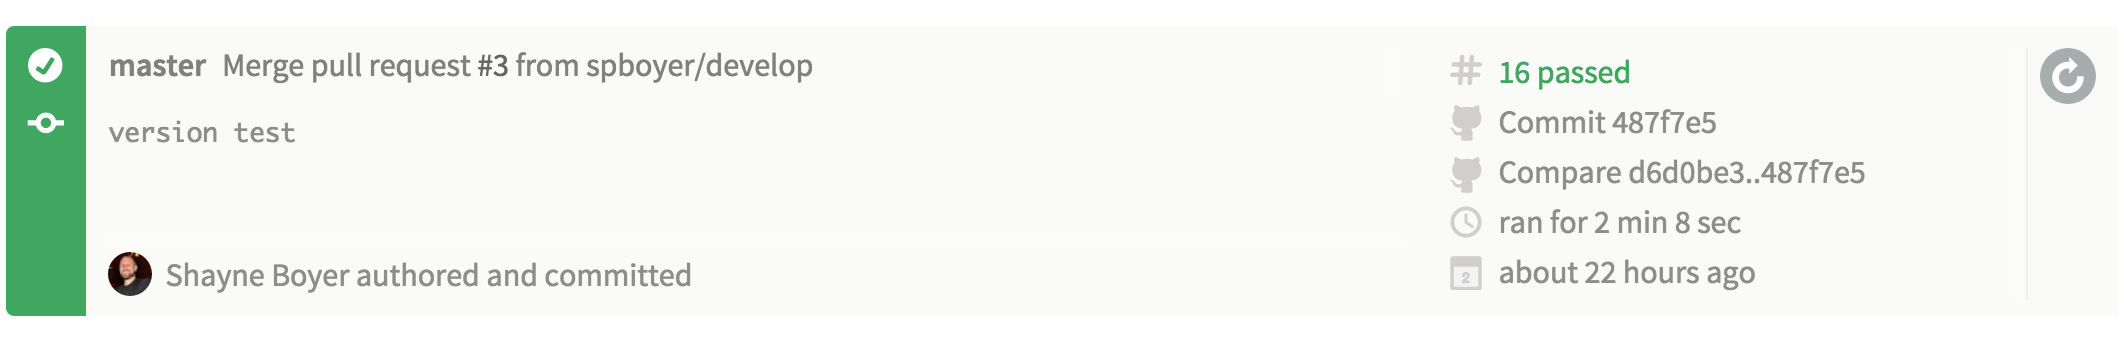 master Merge pull request #3 from spboyer/develop
version test
Shayne Boyer authored and committed
# 16 passed
Commit 487f7e5
Compare d6d0be3..487f7e5
ran for 2 min 8 sec
2 about 22 hours ago